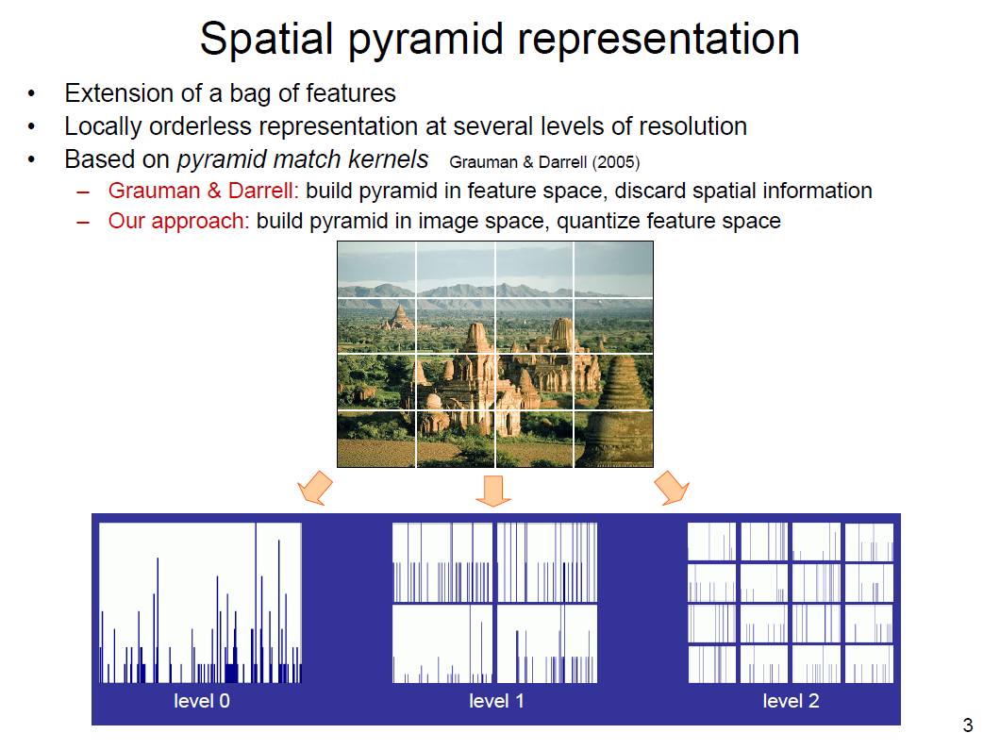 Spatial pyramid representation
• Extension of a bag of features
• Locally orderless representation at several levels of resolution
• Based on pyramid match kernels Grauman & Darrell (2005)
– Grauman & Darrell: build pyramid in feature space, discard spatial information
– Our approach: build pyramid in image space, quantize feature space
level 0 level 1 level 2
3